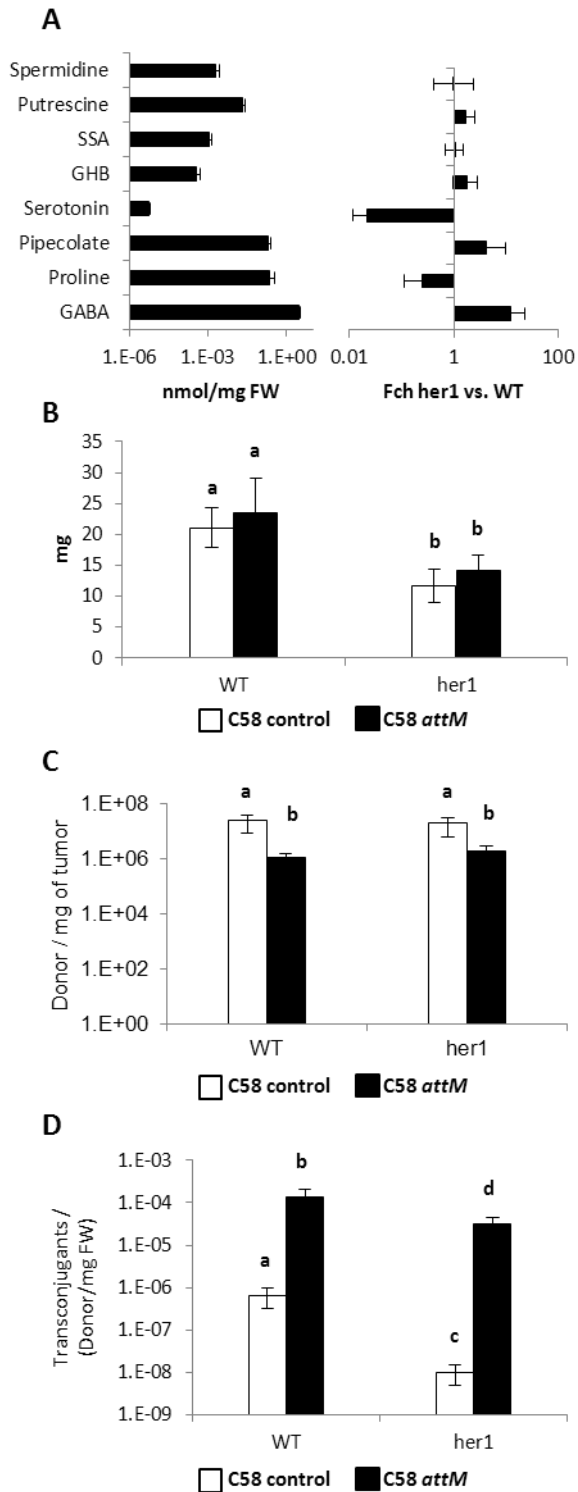 A
Spermidine
Putrescine
SSA
GHB
Serotonin
Pipecolate
Proline
GABA
1.E-06 1.E-03 1.E+00
nmol/mg FW
0.01 1 100
Fch her1 vs. WT
B
35
30
25
20
15
10
5
0
mg
a a b b
WT her1
C58 control C58 attM
C
1.E+08
1.E+06
1.E+04
1.E+02
1.E+00
Donor / mg of tumor
a b a b
WT her1
C58 control C58 attM
D
1.E-03
1.E-04
1.E-05
1.E-06
1.E-07
1.E-08
1.E-09
Transconjugants /
(Donor/mg FW)
a b c d
WT her1
C58 control C58 attM